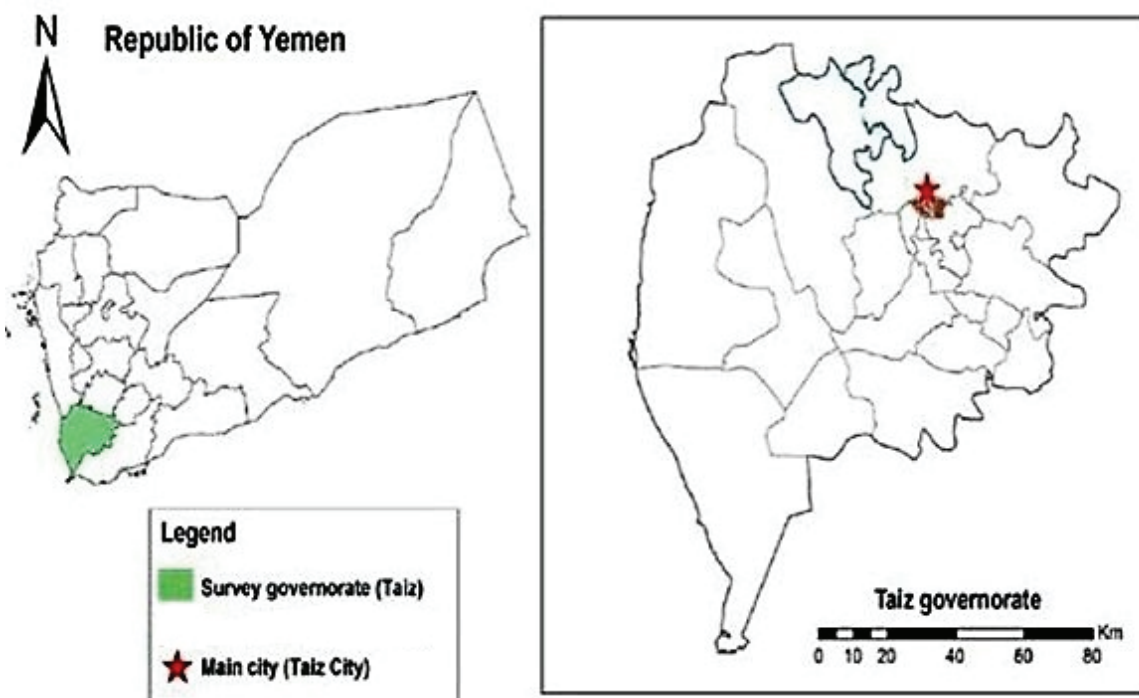 N
Republic of Yemen
Legend
Survey governorate (Taiz)
Main city (Taiz City)
Taiz governorate
Km
0 10 20 40 60 80